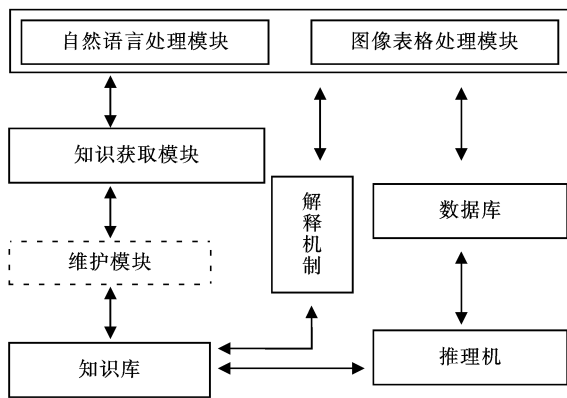 自然语言处理模块
图像表格处理模块
知识获取模块
解释机制
数据库
维护模块
知识库
推理机